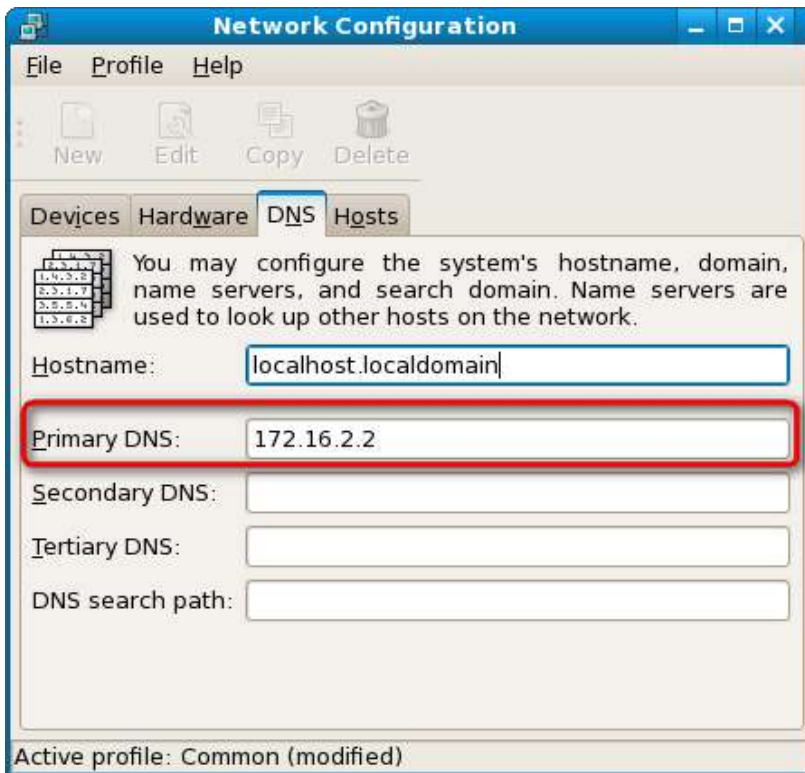 Network Configuration
File Profile Help
New Edit Copy Delete
Devices Hardware DNS Hosts
You may configure the system's hostname, domain,
name servers, and search domain. Name servers are
used to look up other hosts on the network.
Hostname: localhost.localdomain
Primary DNS: 172.16.2.2
Secondary DNS:
Tertiary DNS:
DNS search path:
Active profile: Common (modified)